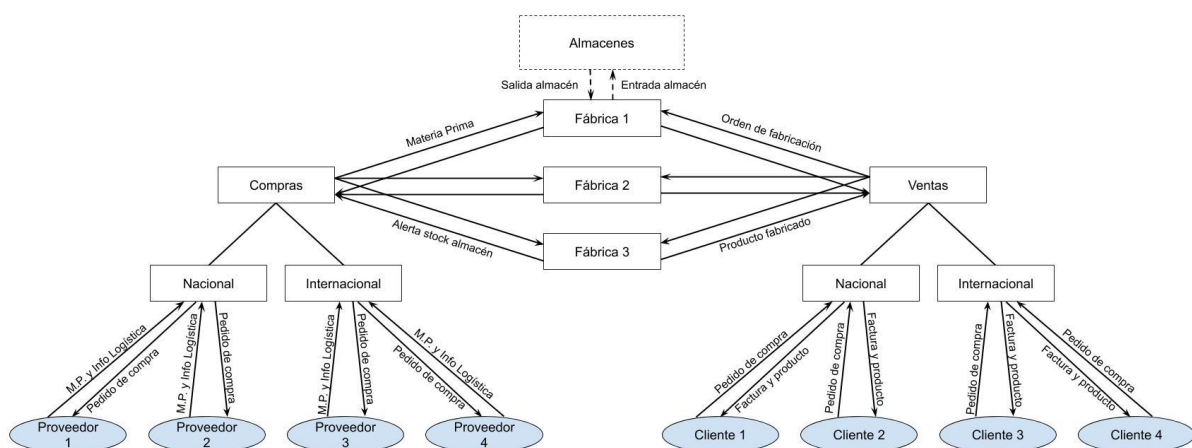 Almacenes
Salida almacén
Entrada almacén
Fábrica 1
Materia Prima
Orden de fabricación
Compras
Fábrica 2
Ventas
Alerta stock almacén
Fábrica 3
Producto fabricado
Nacional
Internacional
Nacional
Internacional
M.P. y Info Logística
Pedido de compra
M.P. y Info Logística
Pedido de compra
M.P. y Info Logística
Pedido de compra
M.P. y Info Logística
Pedido de compra
Pedido de compra
Factura y producto
Pedido de compra
Factura y producto
Pedido de compra
Factura y producto
Pedido de compra
Factura y producto
Proveedor
1
Proveedor
2
Proveedor
3
Proveedor
4
Cliente 1
Cliente 2
Cliente 3
Cliente 4